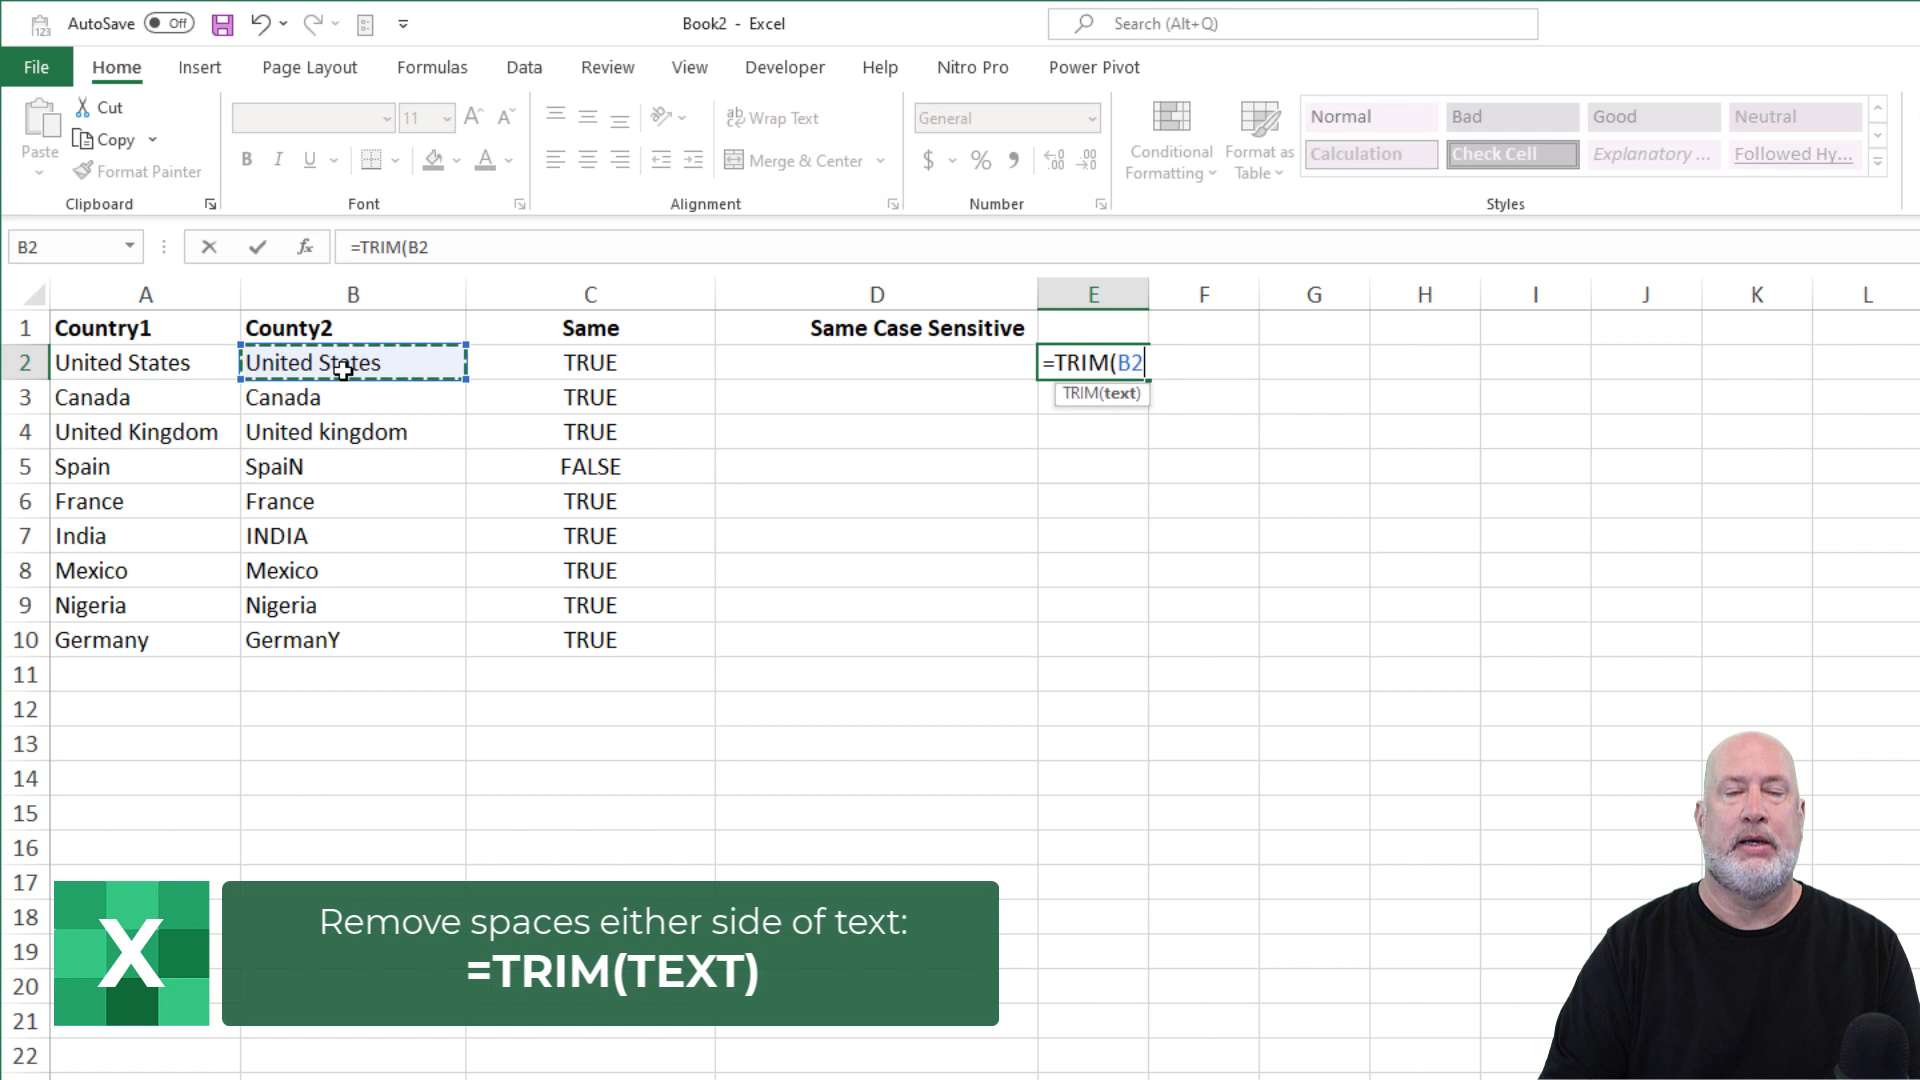 AutoSave Off Book2 - Excel Search (Alt+Q)
File Home Insert Page Layout Formulas Data Review View Developer Help Nitro Pro Power Pivot
Paste
Cut
Copy
Format Painter
Clipboard
11
B I U A
Font
Wrap Text
Merge & Center
Alignment
General
$ % ,
Number
Conditional Formatting
Format as Table
Normal Bad Good Neutral
Calculation Check Cell Explanatory ... Followed Hy...
Styles
B2 fx =TRIM(B2
A B C D E F G H I J K L
1 Country1 County2 Same Same Case Sensitive
2 United States United States TRUE =TRIM(B2
TRIM(text)
3 Canada Canada TRUE
4 United Kingdom United kingdom TRUE
5 Spain SpaiN FALSE
6 France France TRUE
7 India INDIA TRUE
8 Mexico Mexico TRUE
9 Nigeria Nigeria TRUE
10 Germany GermanY TRUE
11
12
13
14
15
16
17
18
19
20
21
22
X
Remove spaces either side of text:
=TRIM(TEXT)